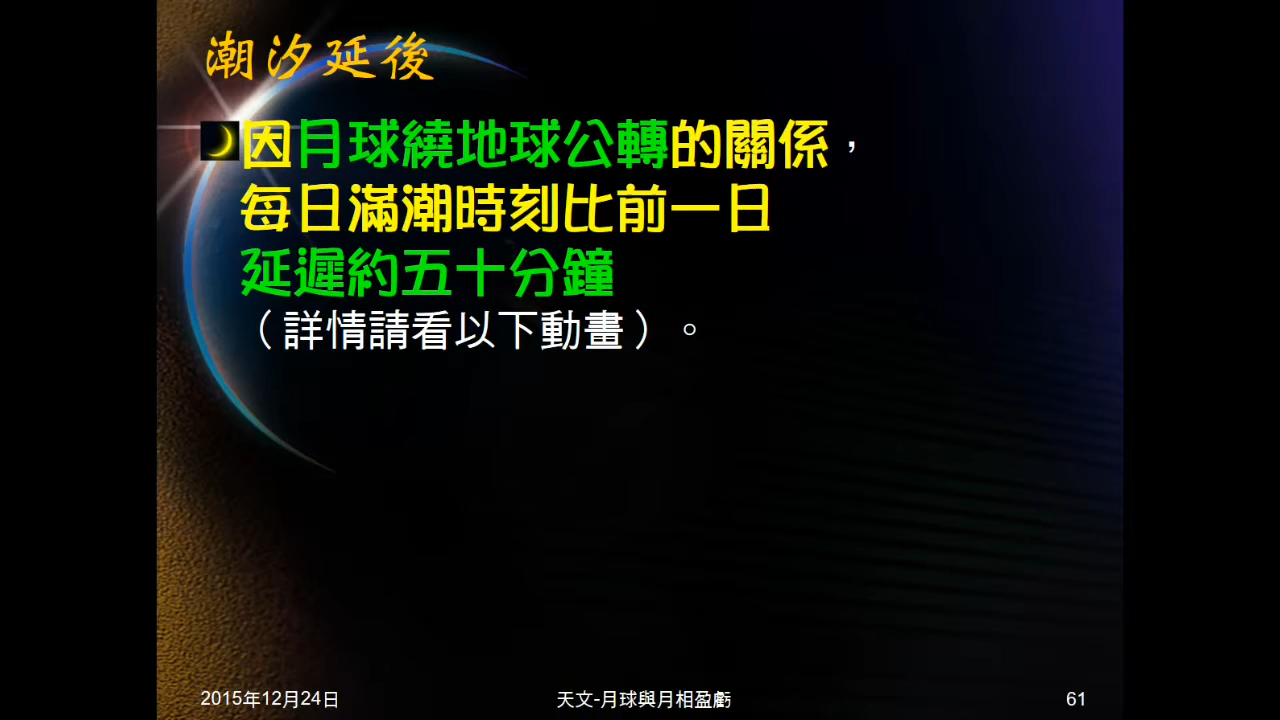 潮汐延後
因月球繞地球公轉的關係，
每日滿潮時刻比前一日
延遲約五十分鐘
（詳情請看以下動畫）。
2015年12月24日
天文-月球與月相盈虧
61